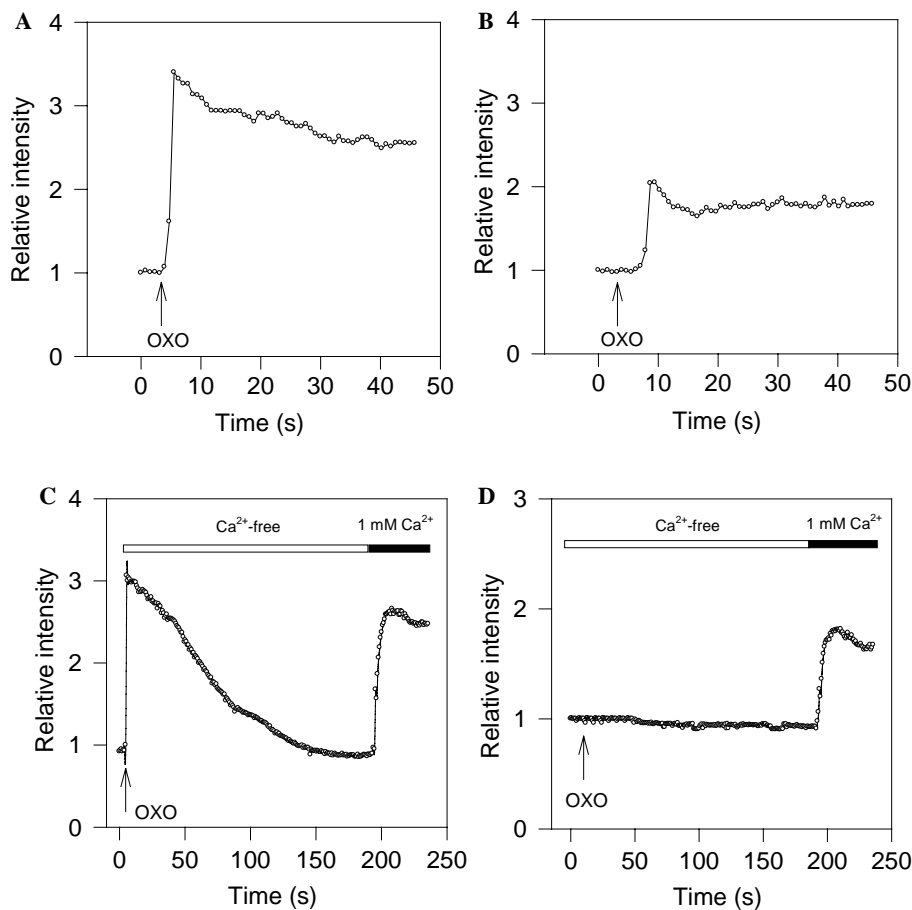 A
4
3
2
1
0
Relative intensity
OXO
0 10 20 30 40 50
Time (s)
B
4
3
2
1
0
Relative intensity
OXO
0 10 20 30 40 50
Time (s)
C
4
3
2
1
0
Relative intensity
Ca²⁺-free
1 mM Ca²⁺
OXO
0 50 100 150 200 250
Time (s)
D
3
2
1
0
Relative intensity
Ca²⁺-free
1 mM Ca²⁺
OXO
0 50 100 150 200 250
Time (s)